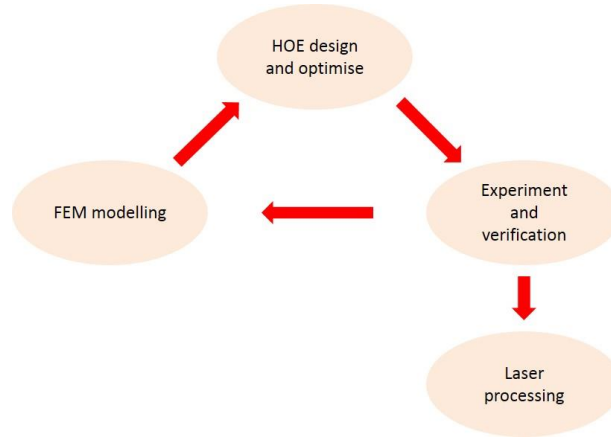 HOE design
and optimise
FEM modelling
Experiment
and
verification
Laser
processing